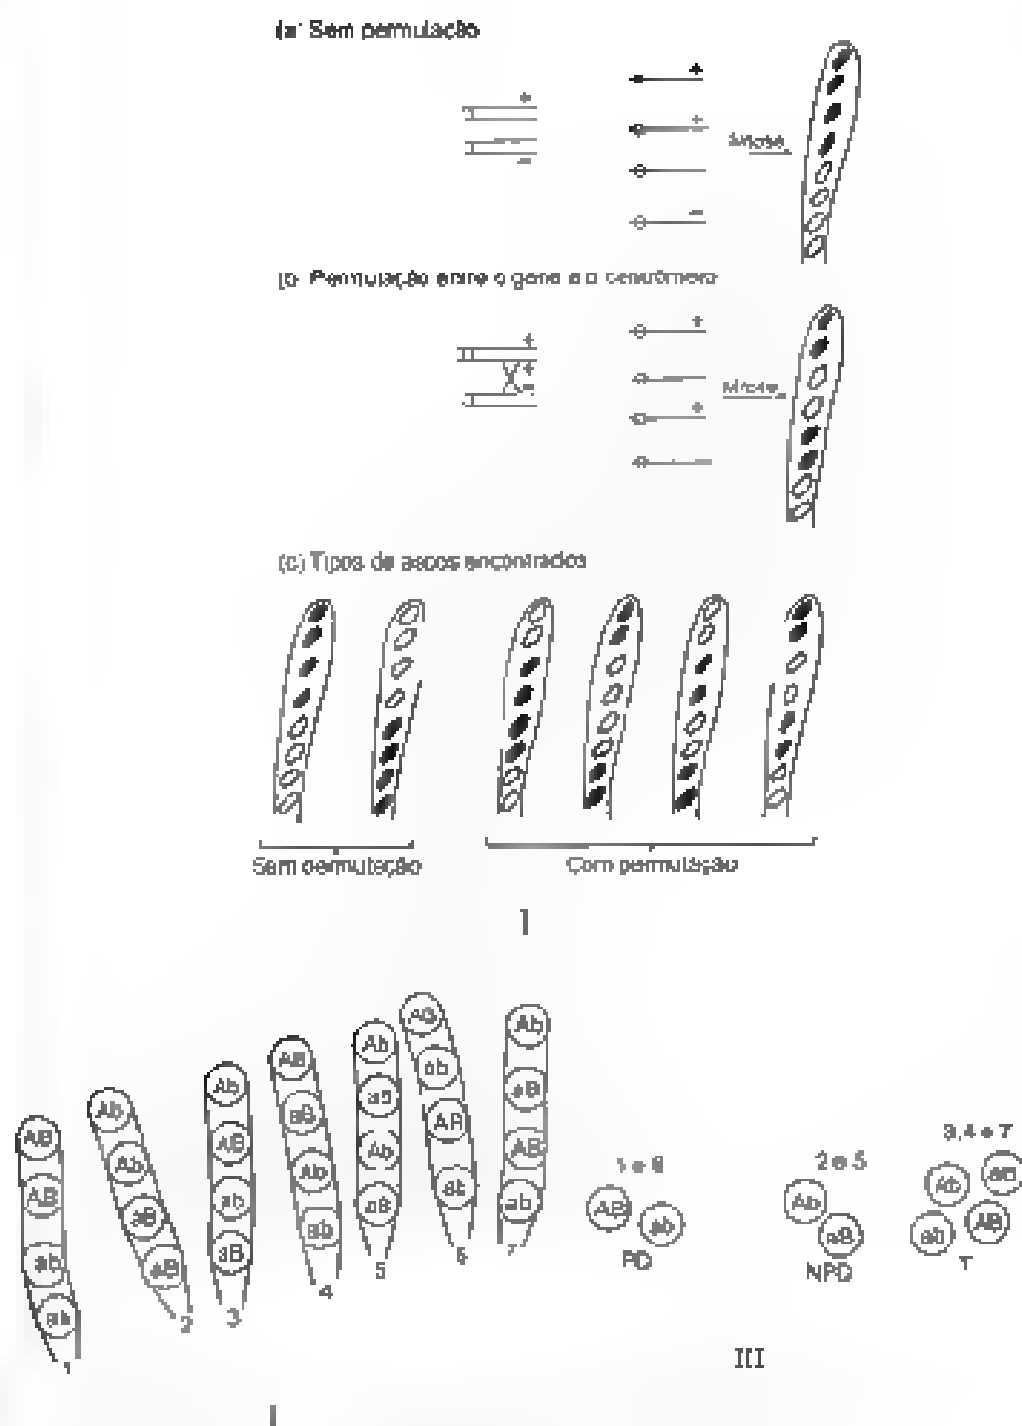 (a) Sem permutação
+
+
−
Meiose
(b) Permutação entre o gene e o centrômero
+
+
+
−
+
Meiose
(c) Tipos de ascos encontrados
Sem permutação
Com permutação
I
AB
AB
ab
ab
1
Ab
Ab
aB
aB
2
Ab
AB
ab
aB
3
AB
aB
Ab
ab
4
Ab
aB
Ab
aB
5
AB
ab
AB
ab
6
Ab
aB
AB
ab
7
1 e 6
AB
ab
PD
2 e 5
Ab
aB
NPD
3,4 e 7
Ab
aB
ab
AB
T
III